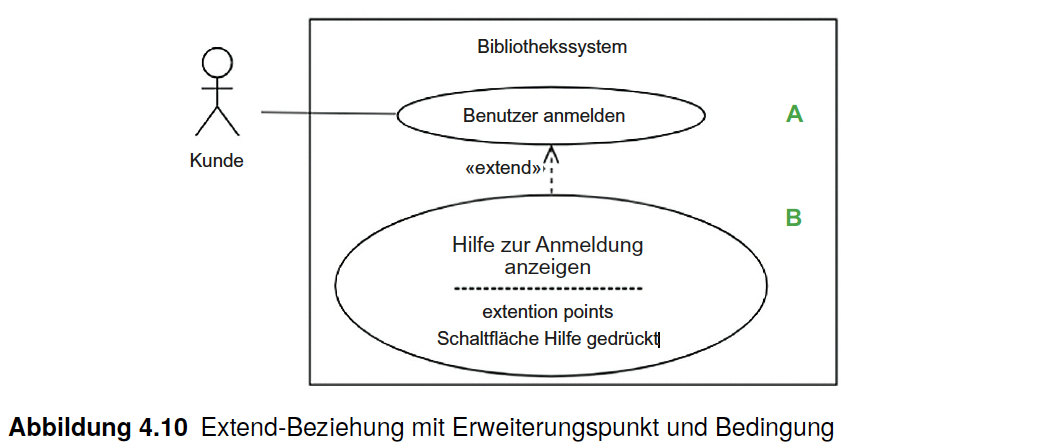 Bibliothekssystem
Benutzer anmelden
A
Kunde
«extend»
B
Hilfe zur Anmeldung
anzeigen
extention points
Schaltfläche Hilfe gedrückt
Abbildung 4.10 Extend-Beziehung mit Erweiterungspunkt und Bedingung